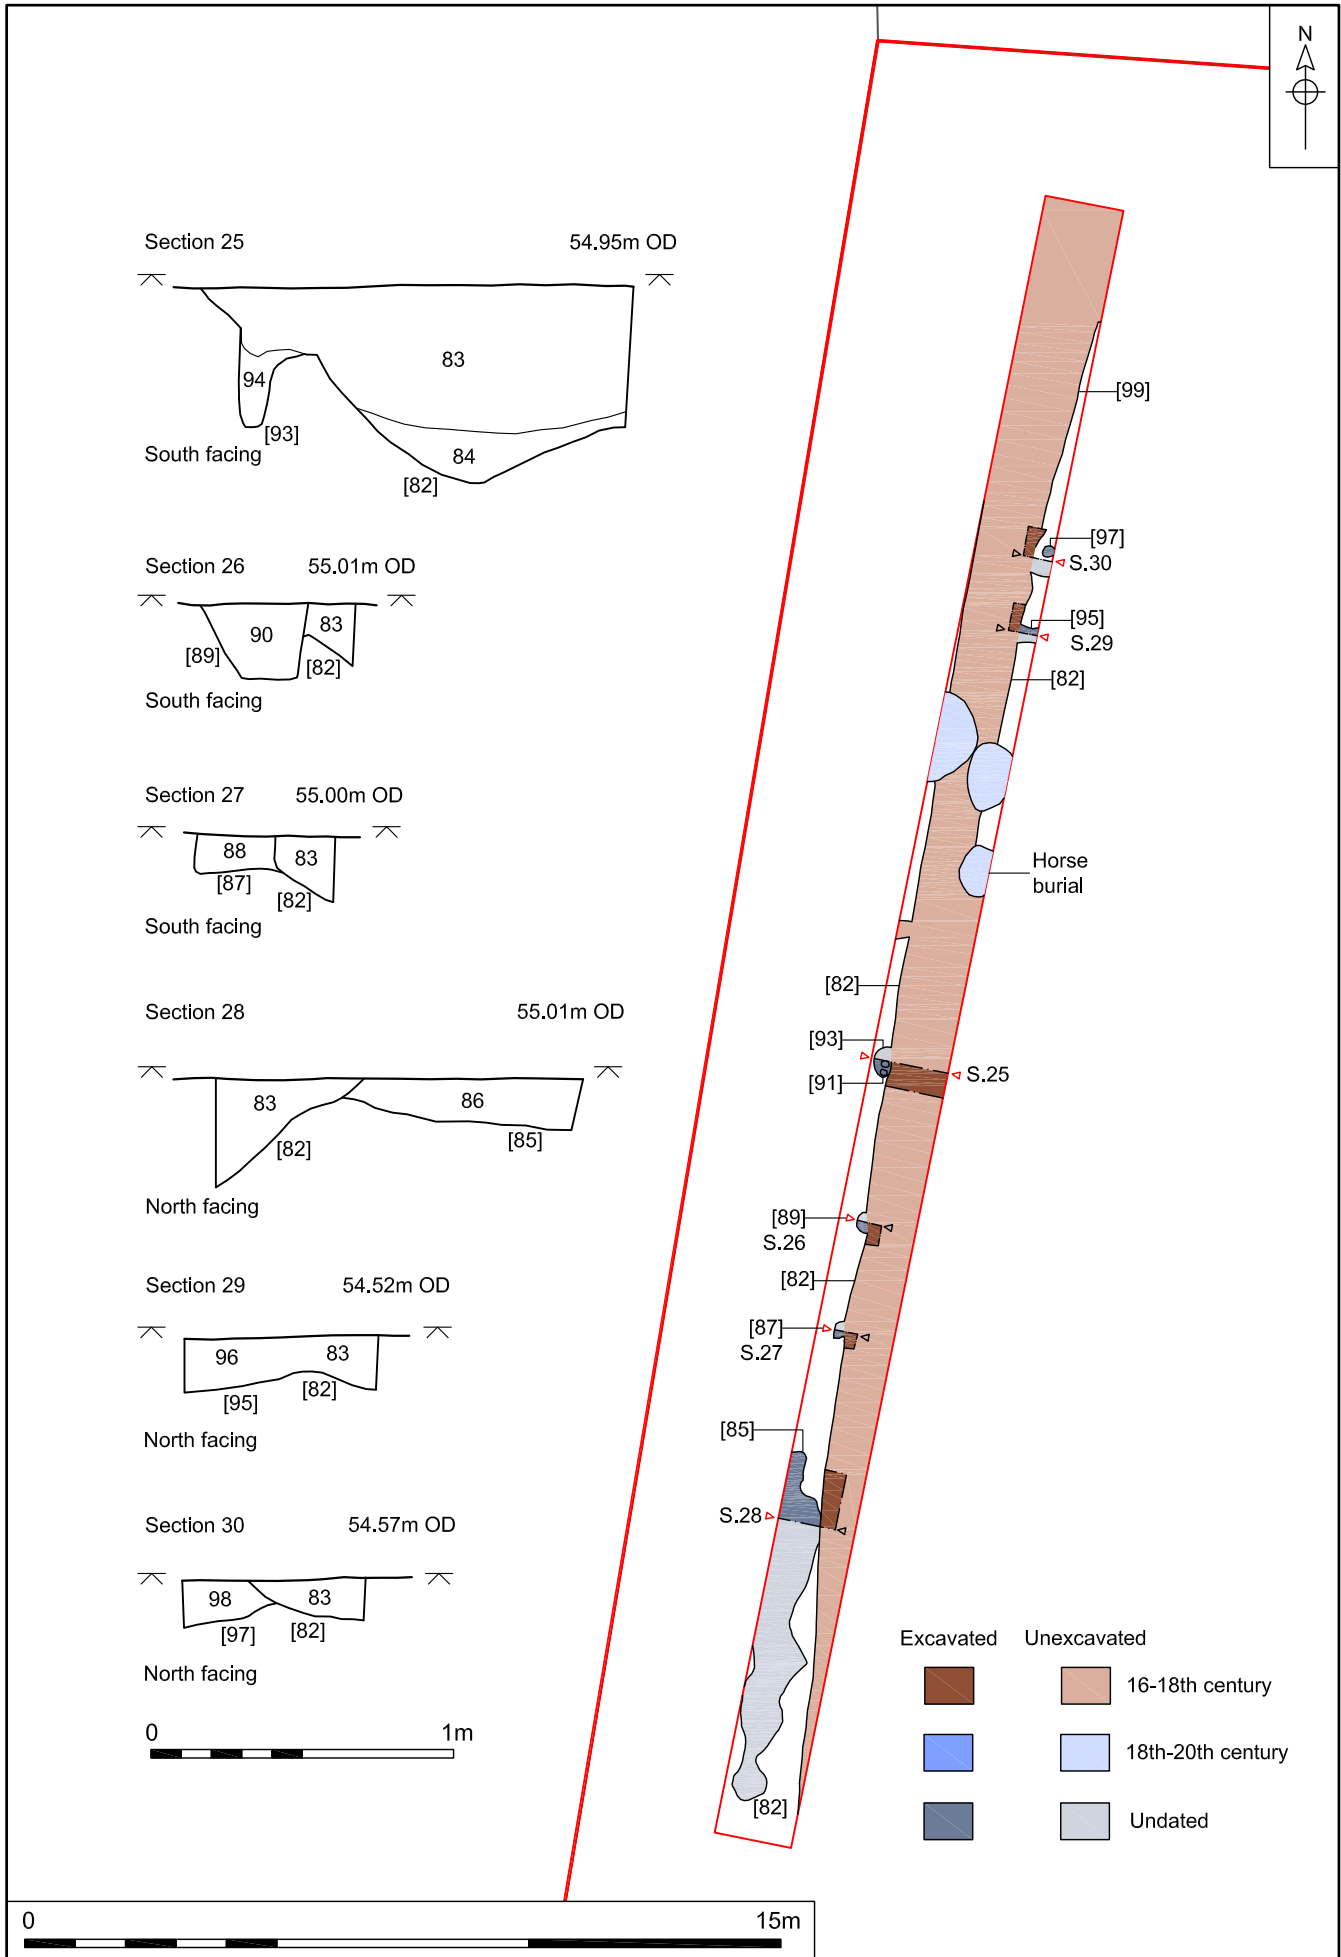 N
Section 25 54.95m OD
83
94
[93]
South facing
84
[82]
Section 26 55.01m OD
90
83
[89]
[82]
South facing
Section 27 55.00m OD
88
83
[87]
[82]
South facing
Section 28 55.01m OD
83
86
[82]
[85]
North facing
Section 29 54.52m OD
96
83
[95]
[82]
North facing
Section 30 54.57m OD
98
83
[97]
[82]
North facing
0 1m
[99]
[97]
S.30
[95]
S.29
[82]
Horse
burial
[82]
[93]
[91]
S.25
[89]
S.26
[82]
[87]
S.27
[85]
S.28
[82]
Excavated Unexcavated
16-18th century
18th-20th century
Undated
0 15m